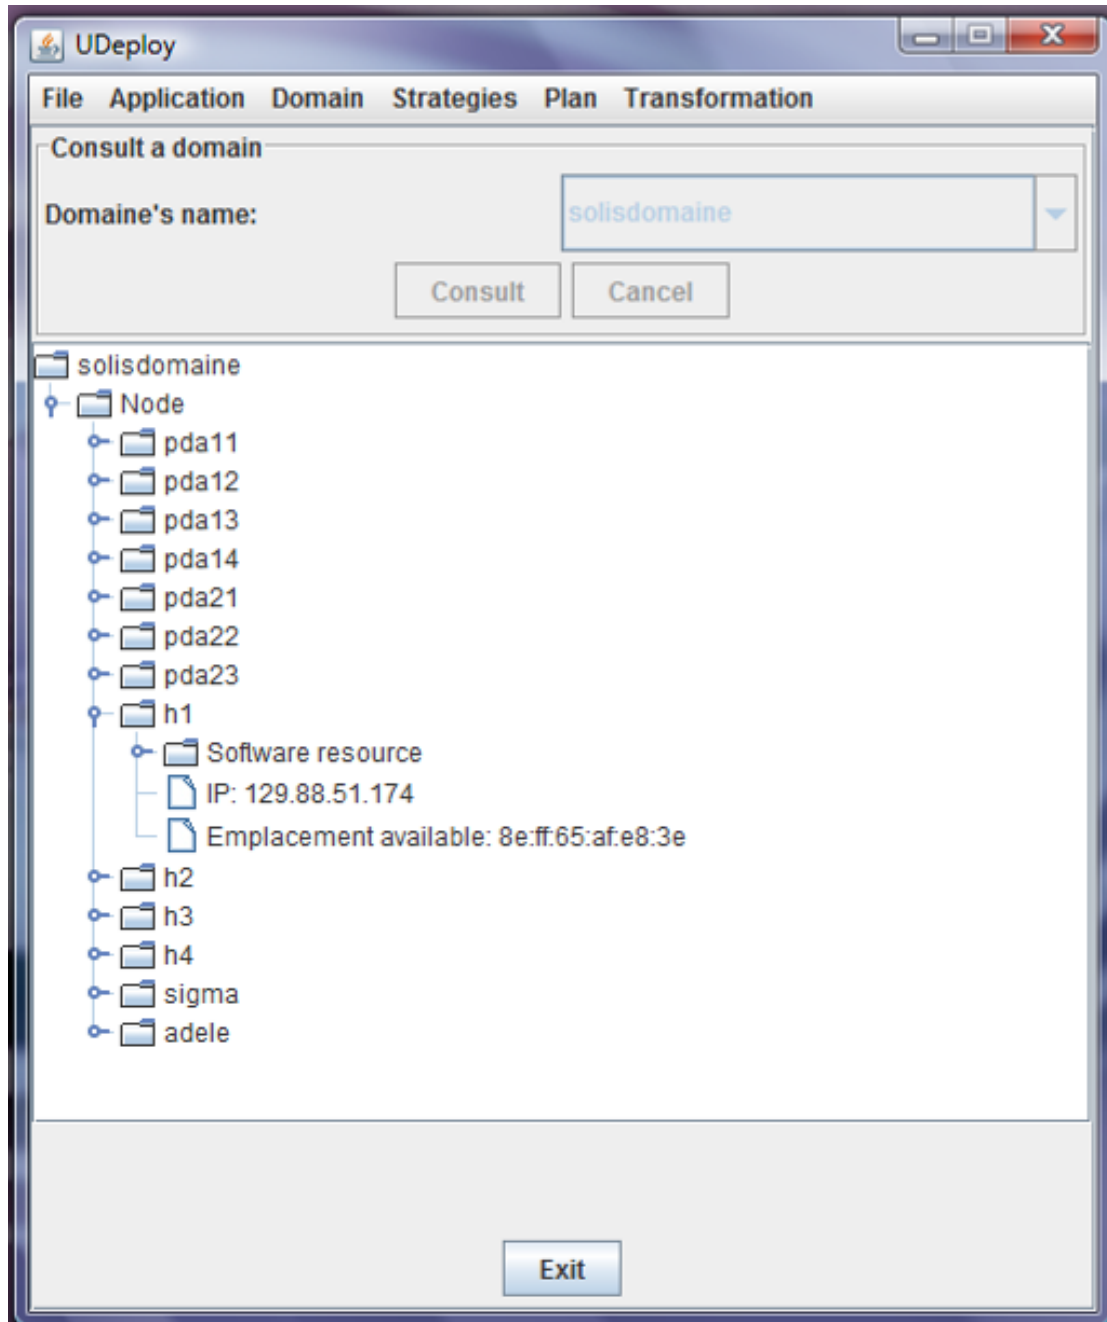 UDeploy
File Application Domain Strategies Plan Transformation
Consult a domain
Domaine's name: solisdomaine
Consult Cancel
solisdomaine
Node
pda11
pda12
pda13
pda14
pda21
pda22
pda23
h1
Software resource
IP: 129.88.51.174
Emplacement available: 8e:ff:65:af:e8:3e
h2
h3
h4
sigma
adele
Exit